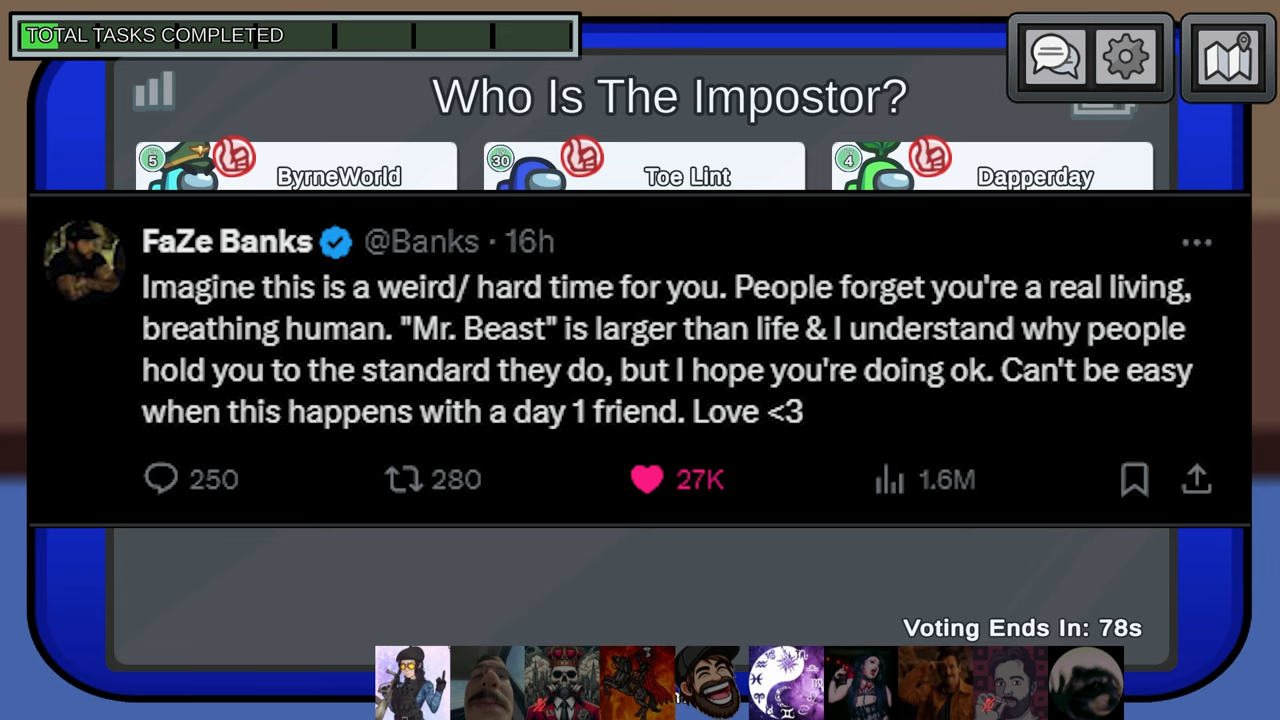 TOTAL TASKS COMPLETED
Who Is The Impostor?
5
ByrneWorld
30
Toe Lint
4
Dapperday
FaZe Banks @Banks · 16h
Imagine this is a weird/ hard time for you. People forget you're a real living,
breathing human. "Mr. Beast" is larger than life & I understand why people
hold you to the standard they do, but I hope you're doing ok. Can't be easy
when this happens with a day 1 friend. Love <3
250 280 27K 1.6M
Voting Ends In: 78s